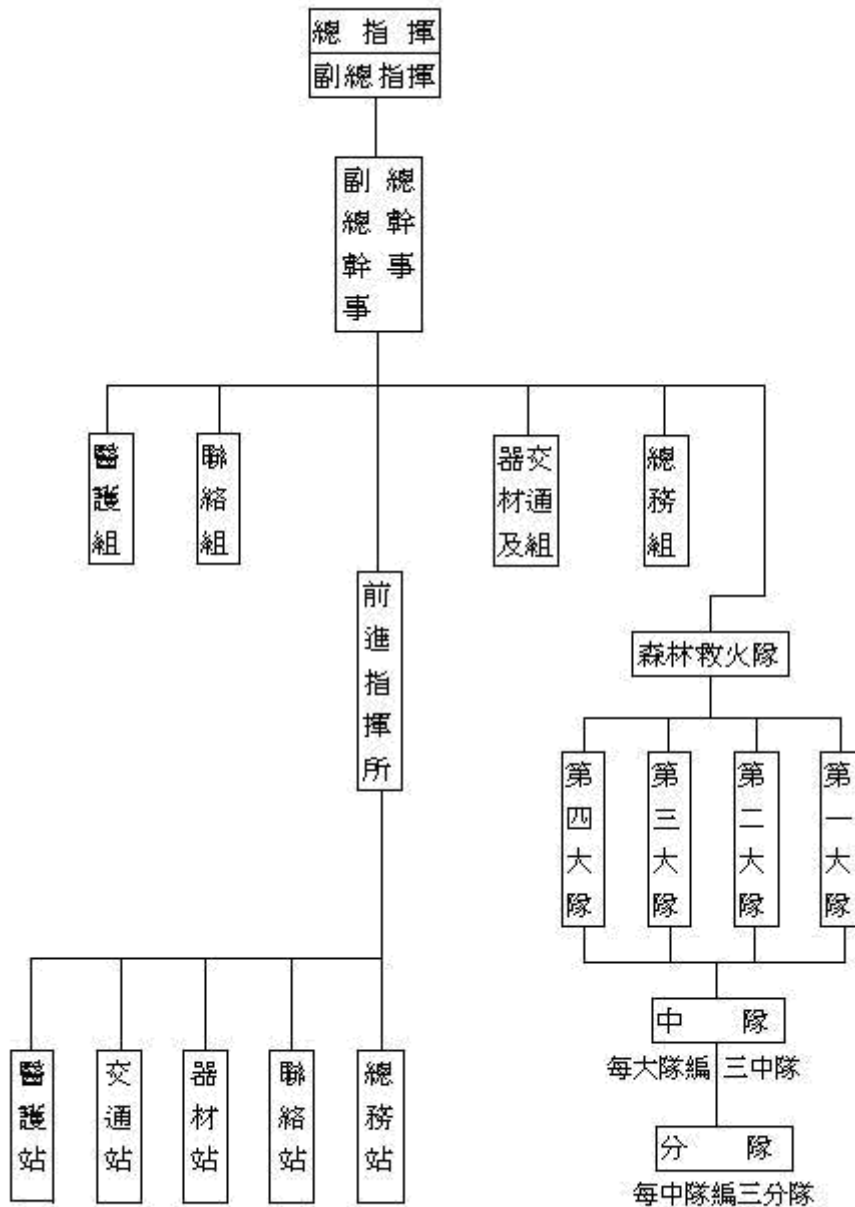 總指揮
副總指揮
總幹事
副總幹事
總務組
交通組
器材及
聯絡組
醫護組
前進指揮所
森林救火隊
第一大隊
第二大隊
第三大隊
第四大隊
中隊
每大隊編三中隊
分隊
每中隊編三分隊
總務站
聯絡站
器材站
交通站
醫護站